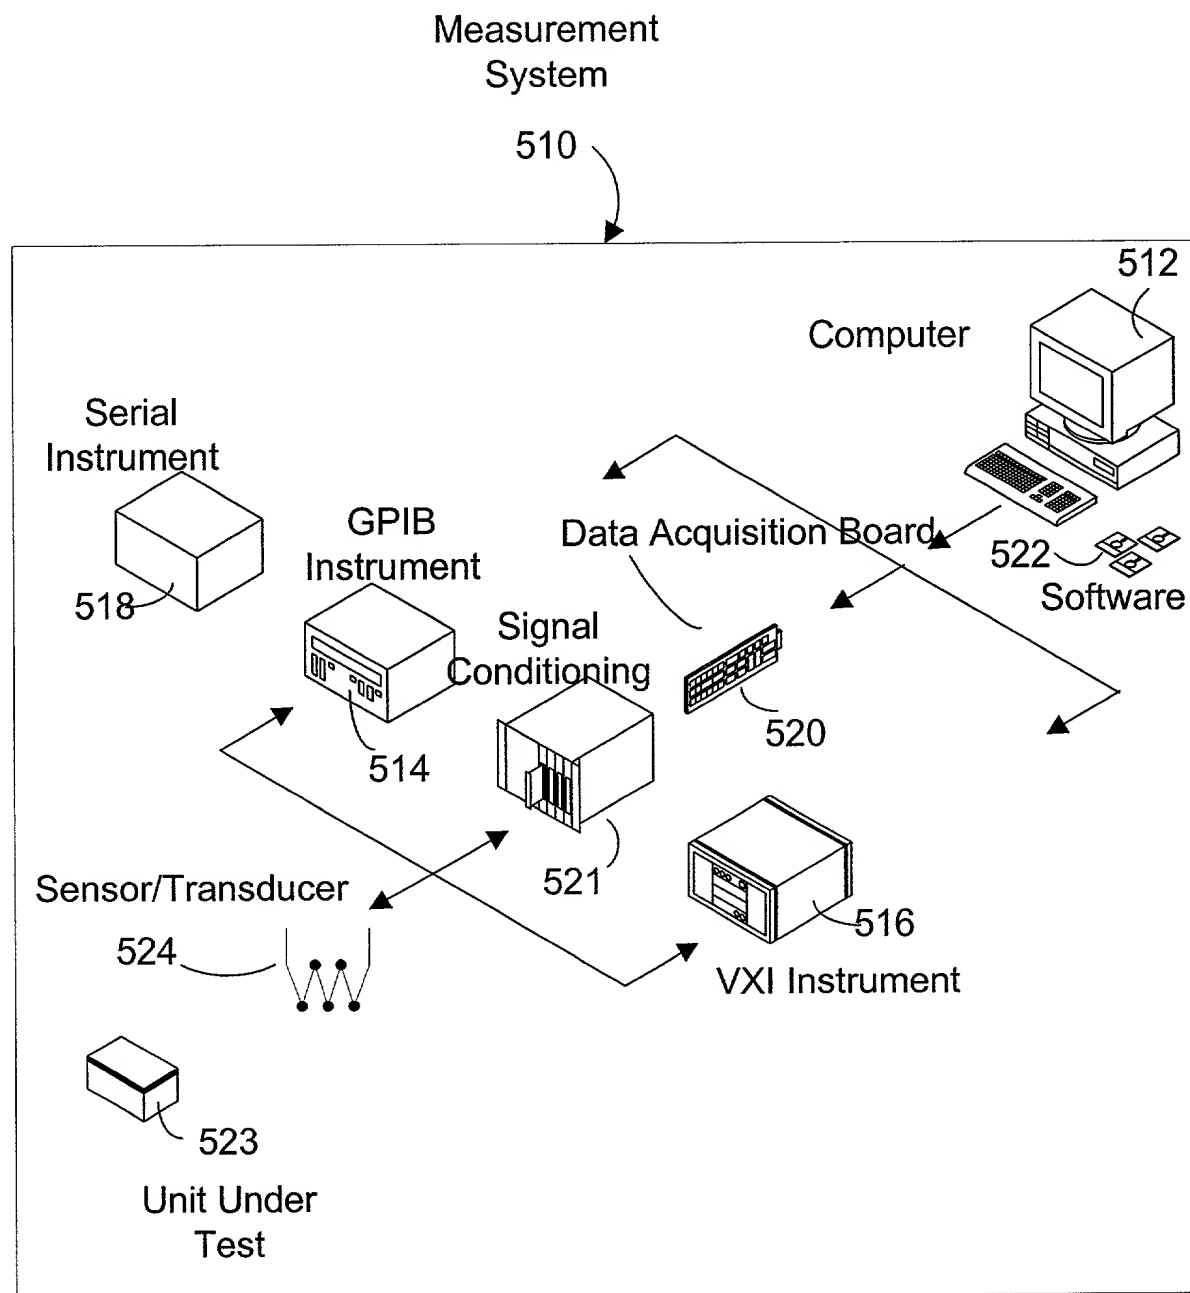 Measurement
System
510
512
Computer
Serial
Instrument
518
GPIB
Instrument
514
Data Acquisition Board
522
Software
Signal
Conditioning
520
521
516
VXI Instrument
Sensor/Transducer
524
523
Unit Under
Test